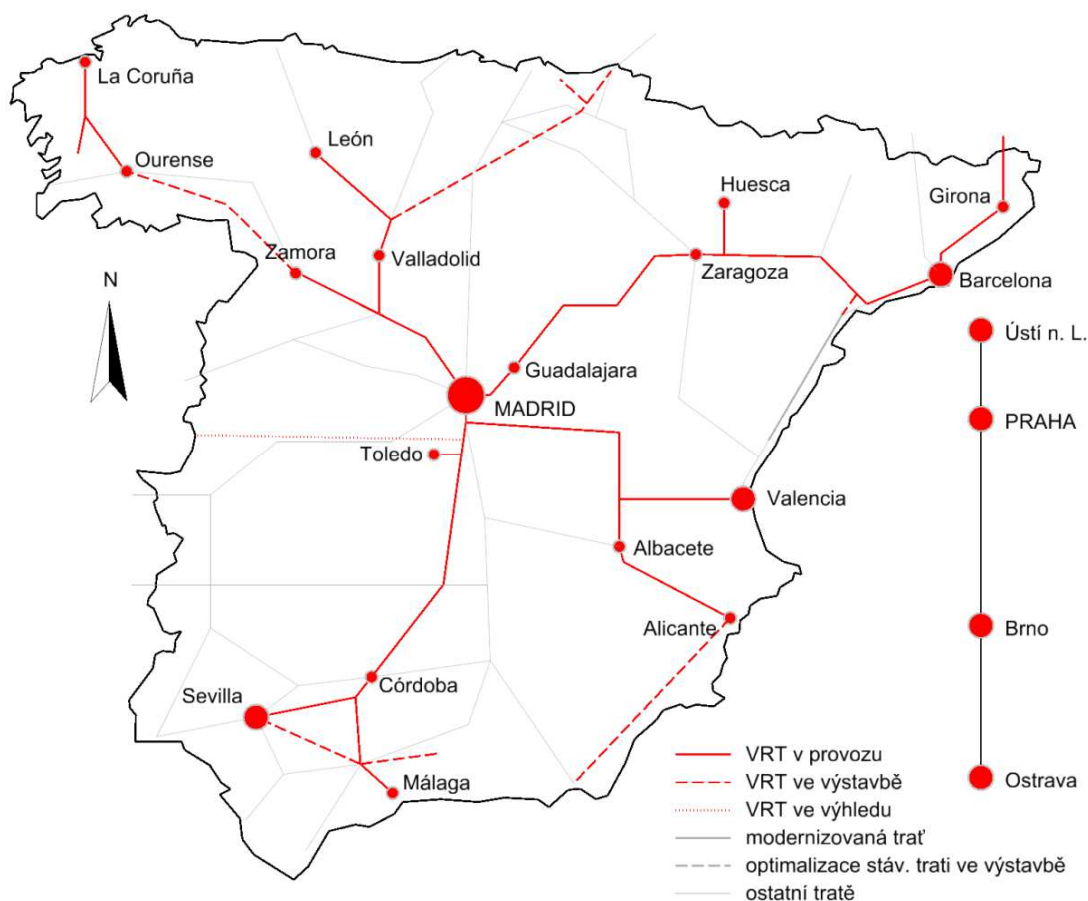 La Coruña
León
Ourense
Huesca
Girona
Zamora
Valladolid
Zaragoza
Barcelona
N
Ústí n. L.
Guadalajara
MADRID
PRAHA
Toledo
Valencia
Albacete
Alicante
Brno
Sevilla
Córdoba
Málaga
Ostrava
VRT v provozu
VRT ve výstavbě
VRT ve výhledu
modernizovaná trať
optimalizace stáv. trati ve výstavbě
ostatní tratě